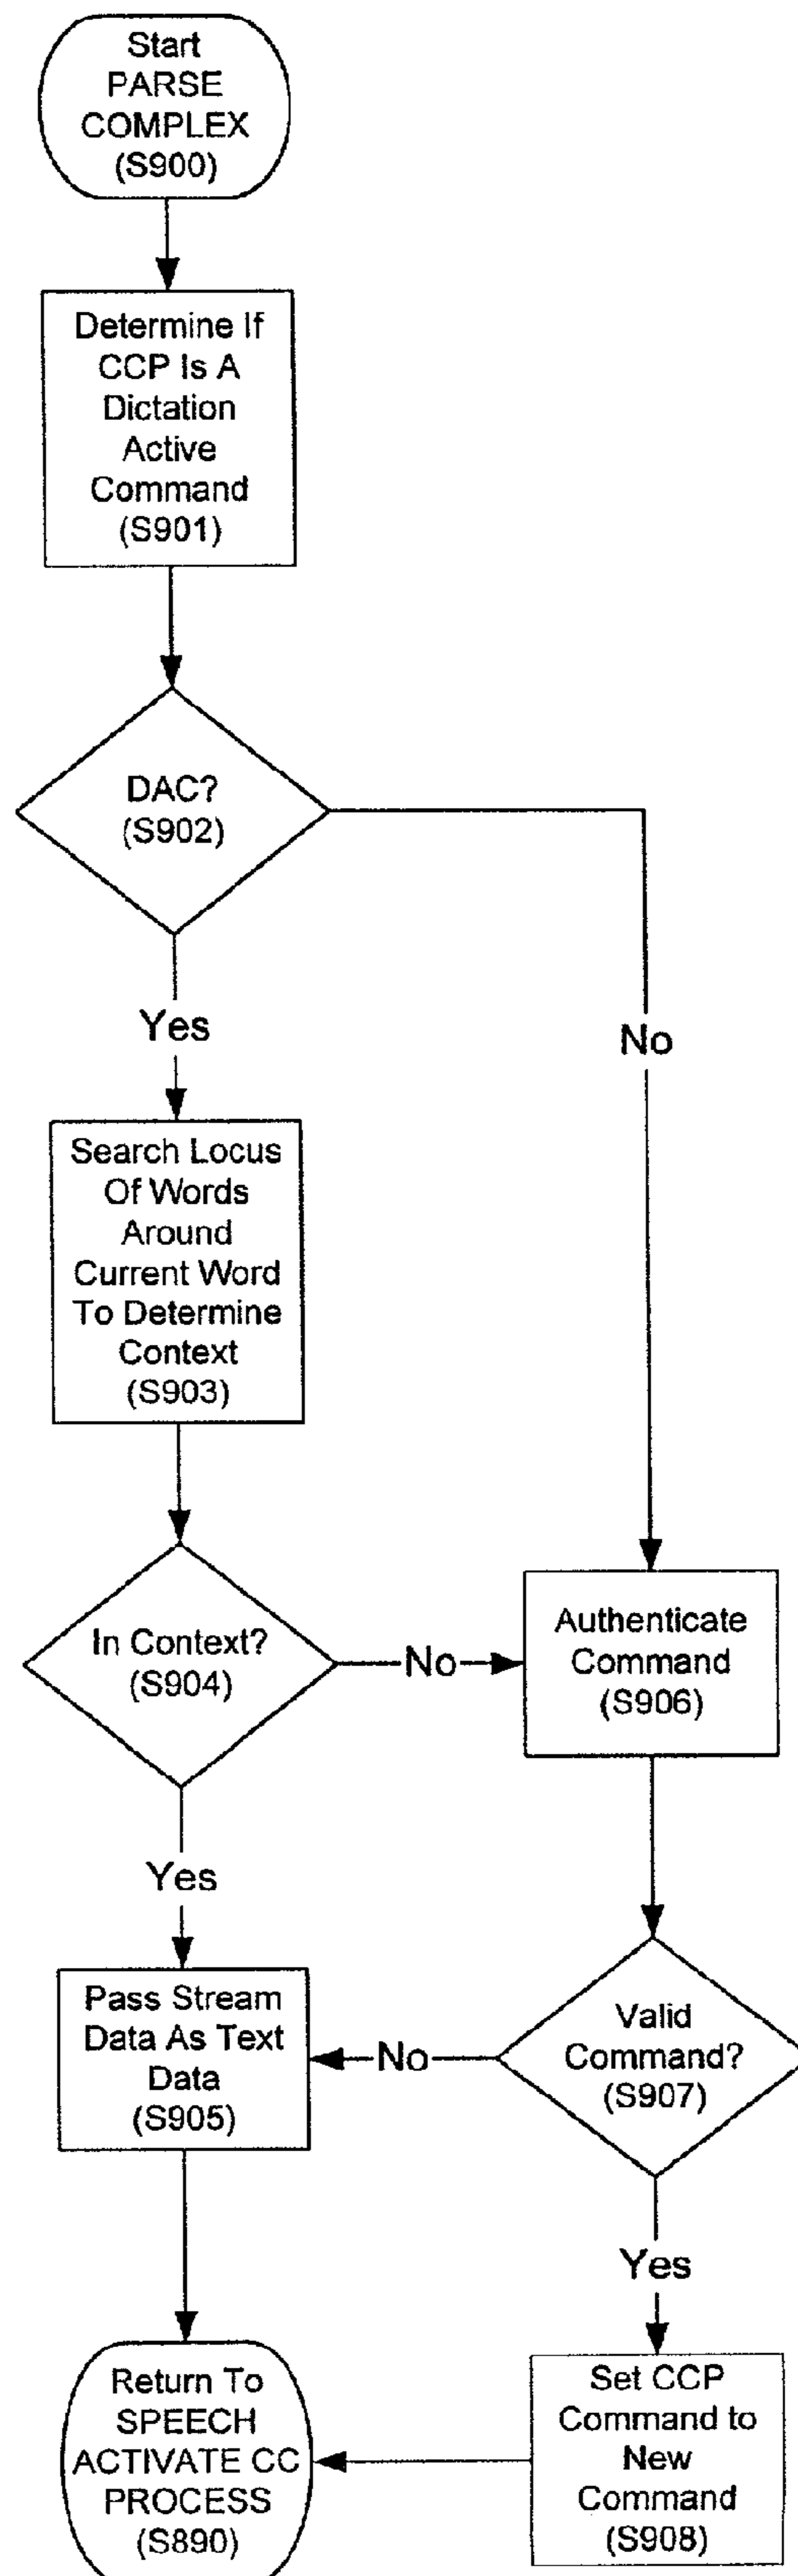 Start
PARSE
COMPLEX
(S900)
Determine If
CCP Is A
Dictation
Active
Command
(S901)
DAC?
(S902)
Yes
No
Search Locus
Of Words
Around
Current Word
To Determine
Context
(S903)
In Context?
(S904)
No
Authenticate
Command
(S906)
Yes
Pass Stream
Data As Text
Data
(S905)
No
Valid
Command?
(S907)
Yes
Return To
SPEECH
ACTIVATE CC
PROCESS
(S890)
Set CCP
Command to
New
Command
(S908)